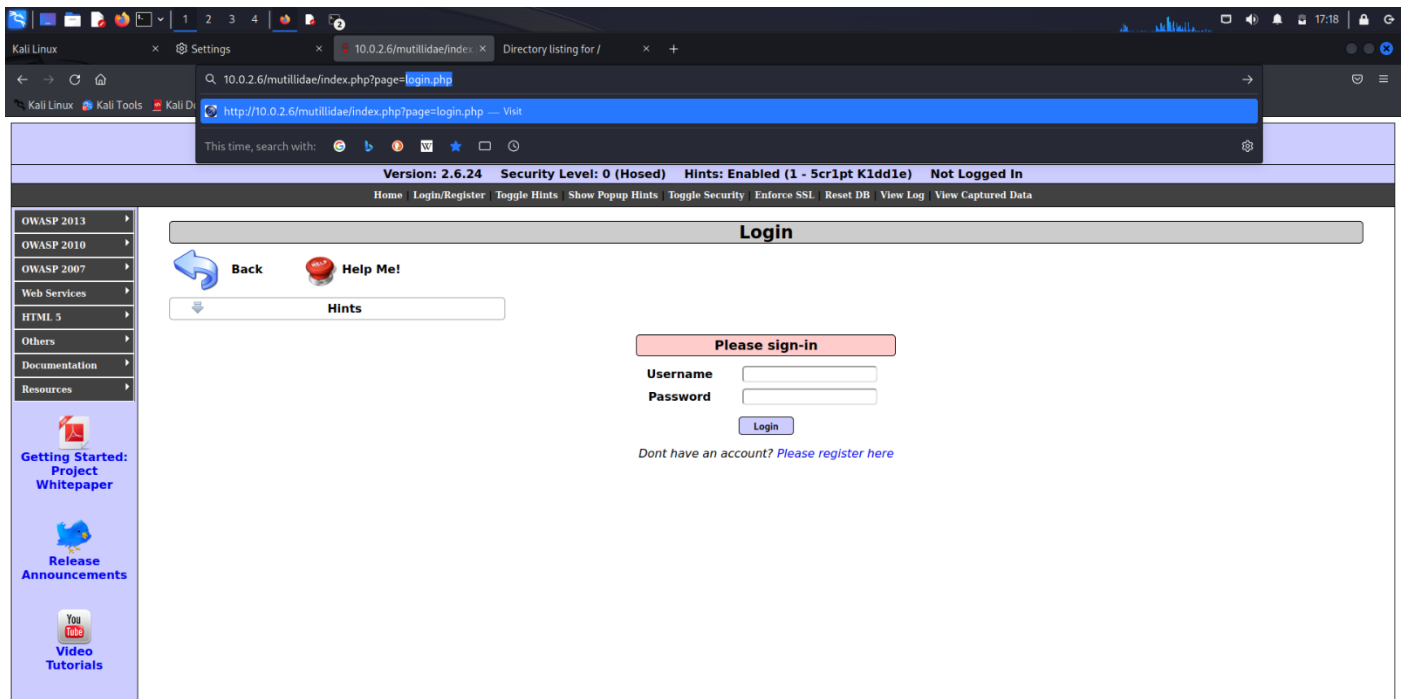 1 2 3 4 2 17:18
Kali Linux Settings 10.0.2.6/mutillidae/index Directory listing for /
10.0.2.6/mutillidae/index.php?page=login.php
Kali Linux Kali Tools Kali D
http://10.0.2.6/mutillidae/index.php?page=login.php — Visit
This time, search with: G b W
Version: 2.6.24 Security Level: 0 (Hosed) Hints: Enabled (1 - 5cr1pt K1dd1e) Not Logged In
Home | Login/Register | Toggle Hints | Show Popup Hints | Toggle Security | Enforce SSL | Reset DB | View Log | View Captured Data
OWASP 2013
OWASP 2010
OWASP 2007
Web Services
HTML 5
Others
Documentation
Resources
Getting Started:
Project
Whitepaper
Release
Announcements
You
Tube
Video
Tutorials
Login
Back HELP Help Me!
Hints
Please sign-in
Username
Password
Login
Dont have an account? Please register here